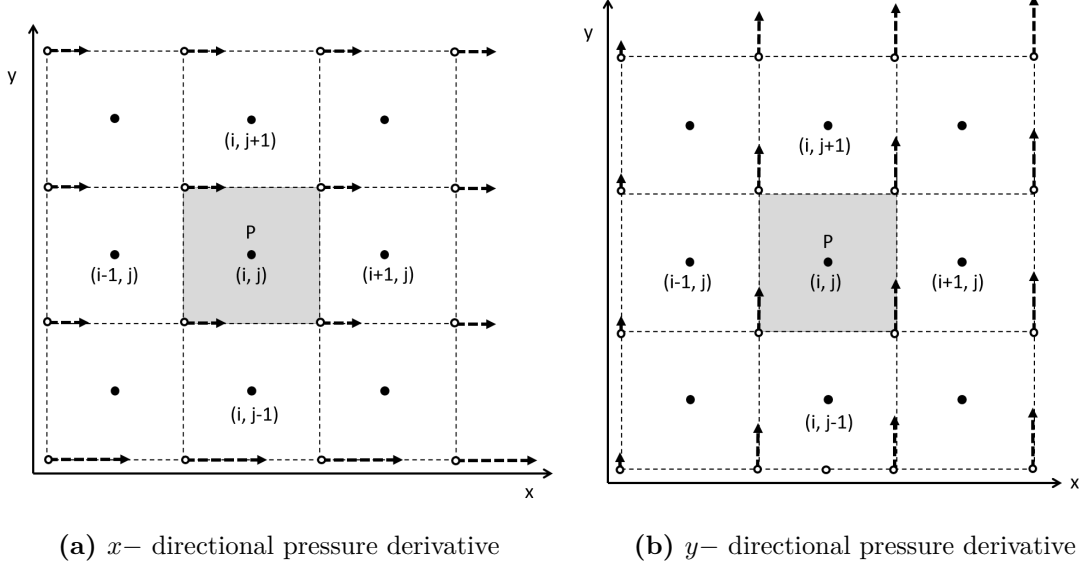 y
(i, j+1)
P
(i-1, j)
(i, j)
(i+1, j)
(i, j-1)
x
(a) x− directional pressure derivative
y
(i, j+1)
P
(i-1, j)
(i, j)
(i+1, j)
(i, j-1)
x
(b) y− directional pressure derivative